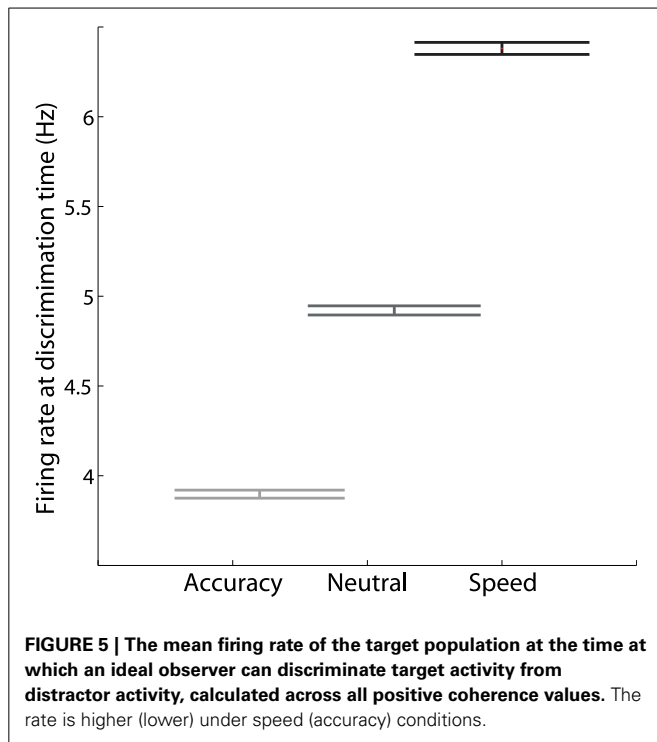 Firing rate at discrimimation time (Hz)
6
5.5
5
4.5
4
Accuracy Neutral Speed
FIGURE 5 | The mean firing rate of the target population at the time at
which an ideal observer can discriminate target activity from
distractor activity, calculated across all positive coherence values. The
rate is higher (lower) under speed (accuracy) conditions.